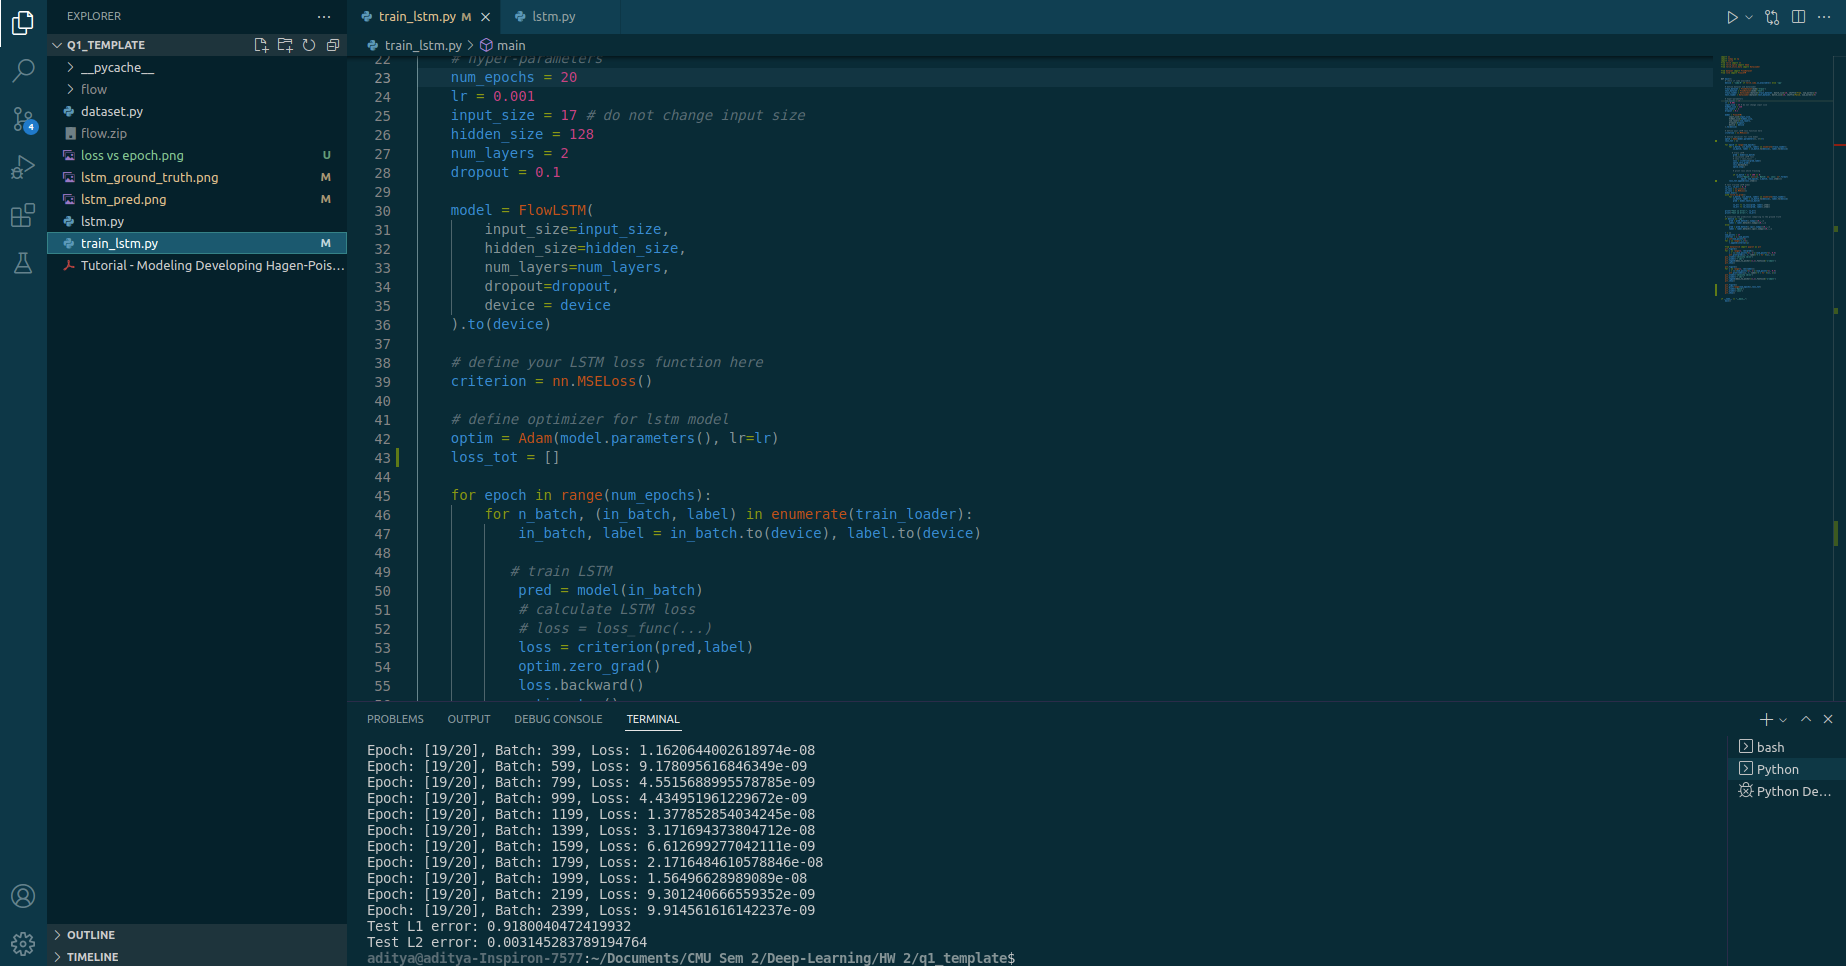 EXPLORER
Q1_TEMPLATE
__pycache__
flow
dataset.py
flow.zip
loss vs epoch.png U
lstm_ground_truth.png M
lstm_pred.png M
lstm.py
train_lstm.py M
Tutorial - Modeling Developing Hagen-Pois...
4
OUTLINE
TIMELINE
train_lstm.py M
lstm.py
train_lstm.py > main
22 # hyper-parameters
23 num_epochs = 20
24 lr = 0.001
25 input_size = 17 # do not change input size
26 hidden_size = 128
27 num_layers = 2
28 dropout = 0.1
29
30 model = FlowLSTM(
31 input_size=input_size,
32 hidden_size=hidden_size,
33 num_layers=num_layers,
34 dropout=dropout,
35 device = device
36 ).to(device)
37
38 # define your LSTM loss function here
39 criterion = nn.MSELoss()
40
41 # define optimizer for lstm model
42 optim = Adam(model.parameters(), lr=lr)
43 loss_tot = []
44
45 for epoch in range(num_epochs):
46 for n_batch, (in_batch, label) in enumerate(train_loader):
47 in_batch, label = in_batch.to(device), label.to(device)
48
49 # train LSTM
50 pred = model(in_batch)
51 # calculate LSTM loss
52 # loss = loss_func(...)
53 loss = criterion(pred,label)
54 optim.zero_grad()
55 loss.backward()
PROBLEMS OUTPUT DEBUG CONSOLE TERMINAL
Epoch: [19/20], Batch: 399, Loss: 1.1620644002618974e-08
Epoch: [19/20], Batch: 599, Loss: 9.178095616846349e-09
Epoch: [19/20], Batch: 799, Loss: 4.5515688995578785e-09
Epoch: [19/20], Batch: 999, Loss: 4.434951961229672e-09
Epoch: [19/20], Batch: 1199, Loss: 1.377852854034245e-08
Epoch: [19/20], Batch: 1399, Loss: 3.171694373804712e-08
Epoch: [19/20], Batch: 1599, Loss: 6.612699277042111e-09
Epoch: [19/20], Batch: 1799, Loss: 2.1716484610578846e-08
Epoch: [19/20], Batch: 1999, Loss: 1.56496628989089e-08
Epoch: [19/20], Batch: 2199, Loss: 9.301240666559352e-09
Epoch: [19/20], Batch: 2399, Loss: 9.914561616142237e-09
Test L1 error: 0.9180040472419932
Test L2 error: 0.003145283789194764
aditya@aditya-Inspiron-7577:~/Documents/CMU Sem 2/Deep-Learning/HW 2/q1_template$
bash
Python
Python De...